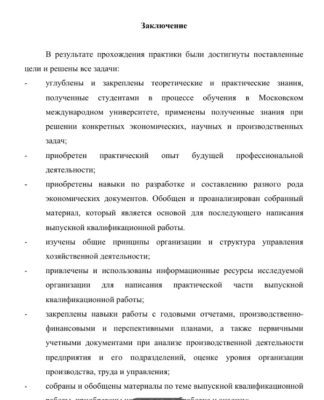 Заключение
В результате прохождения практики были достигнуты поставленные
цели и решены все задачи:
- углублены и закреплены теоретические и практические знания,
полученные студентами в процессе обучения в Московском
международном университете, применены полученные знания при
решении конкретных экономических, научных и производственных
задач;
- приобретен практический опыт будущей профессиональной
деятельности;
- приобретены навыки по разработке и составлению разного рода
экономических документов. Обобщен и проанализирован собранный
материал, который является основой для последующего написания
выпускной квалификационной работы.
- изучены общие принципы организации и структура управления
хозяйственной деятельности;
- привлечены и использованы информационные ресурсы исследуемой
организации для написания практической части выпускной
квалификационной работы;
- закреплены навыки работы с годовыми отчетами, производственно-
финансовыми и перспективными планами, а также первичными
учетными документами при анализе производственной деятельности
предприятия и его подразделений, оценке уровня организации
производства, труда и управления;
- собраны и обобщены материалы по теме выпускной квалификационной